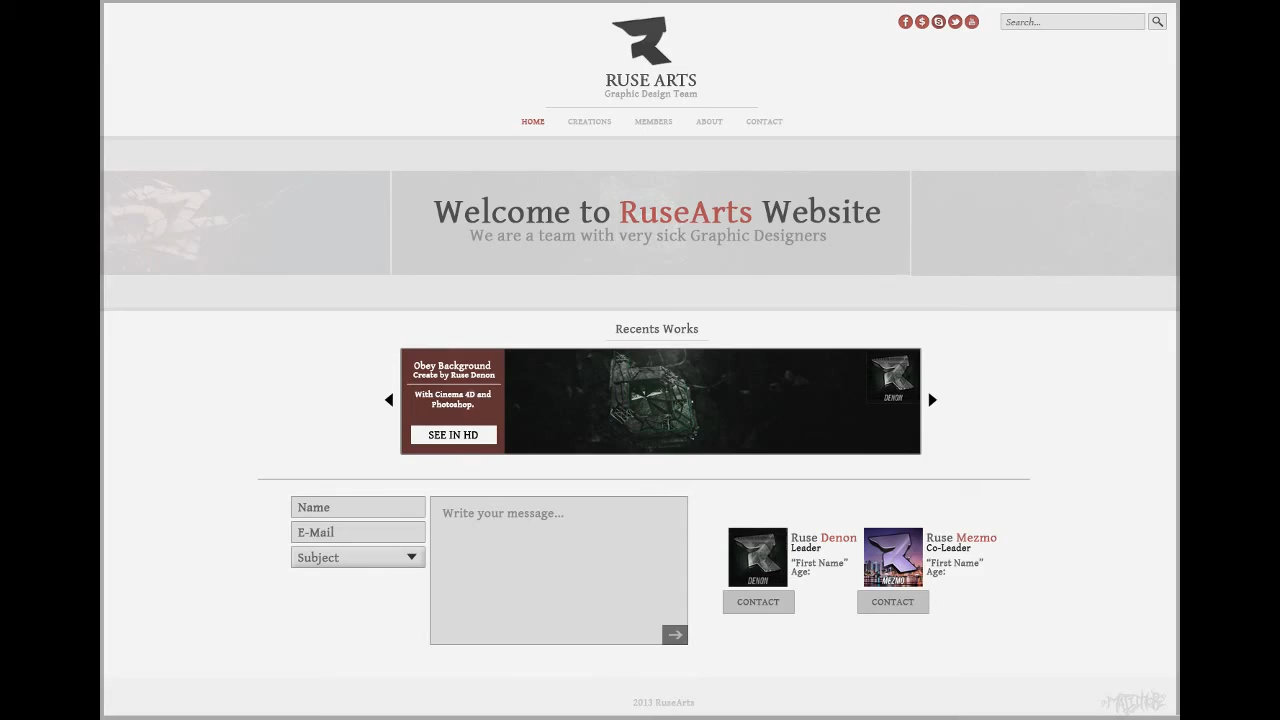 Search...
RUSE ARTS
Graphic Design Team
HOME CREATIONS MEMBERS ABOUT CONTACT
Welcome to RuseArts Website
We are a team with very sick Graphic Designers
Recents Works
Obey Background
Create by Ruse Denon
With Cinema 4D and
Photoshop.
SEE IN HD
DENON
Name
E-Mail
Subject
Write your message...
Ruse Denon
Leader
"First Name"
Age:
DENON
CONTACT
Ruse Mezmo
Co-Leader
"First Name"
Age:
MEZMO
CONTACT
2013 RuseArts